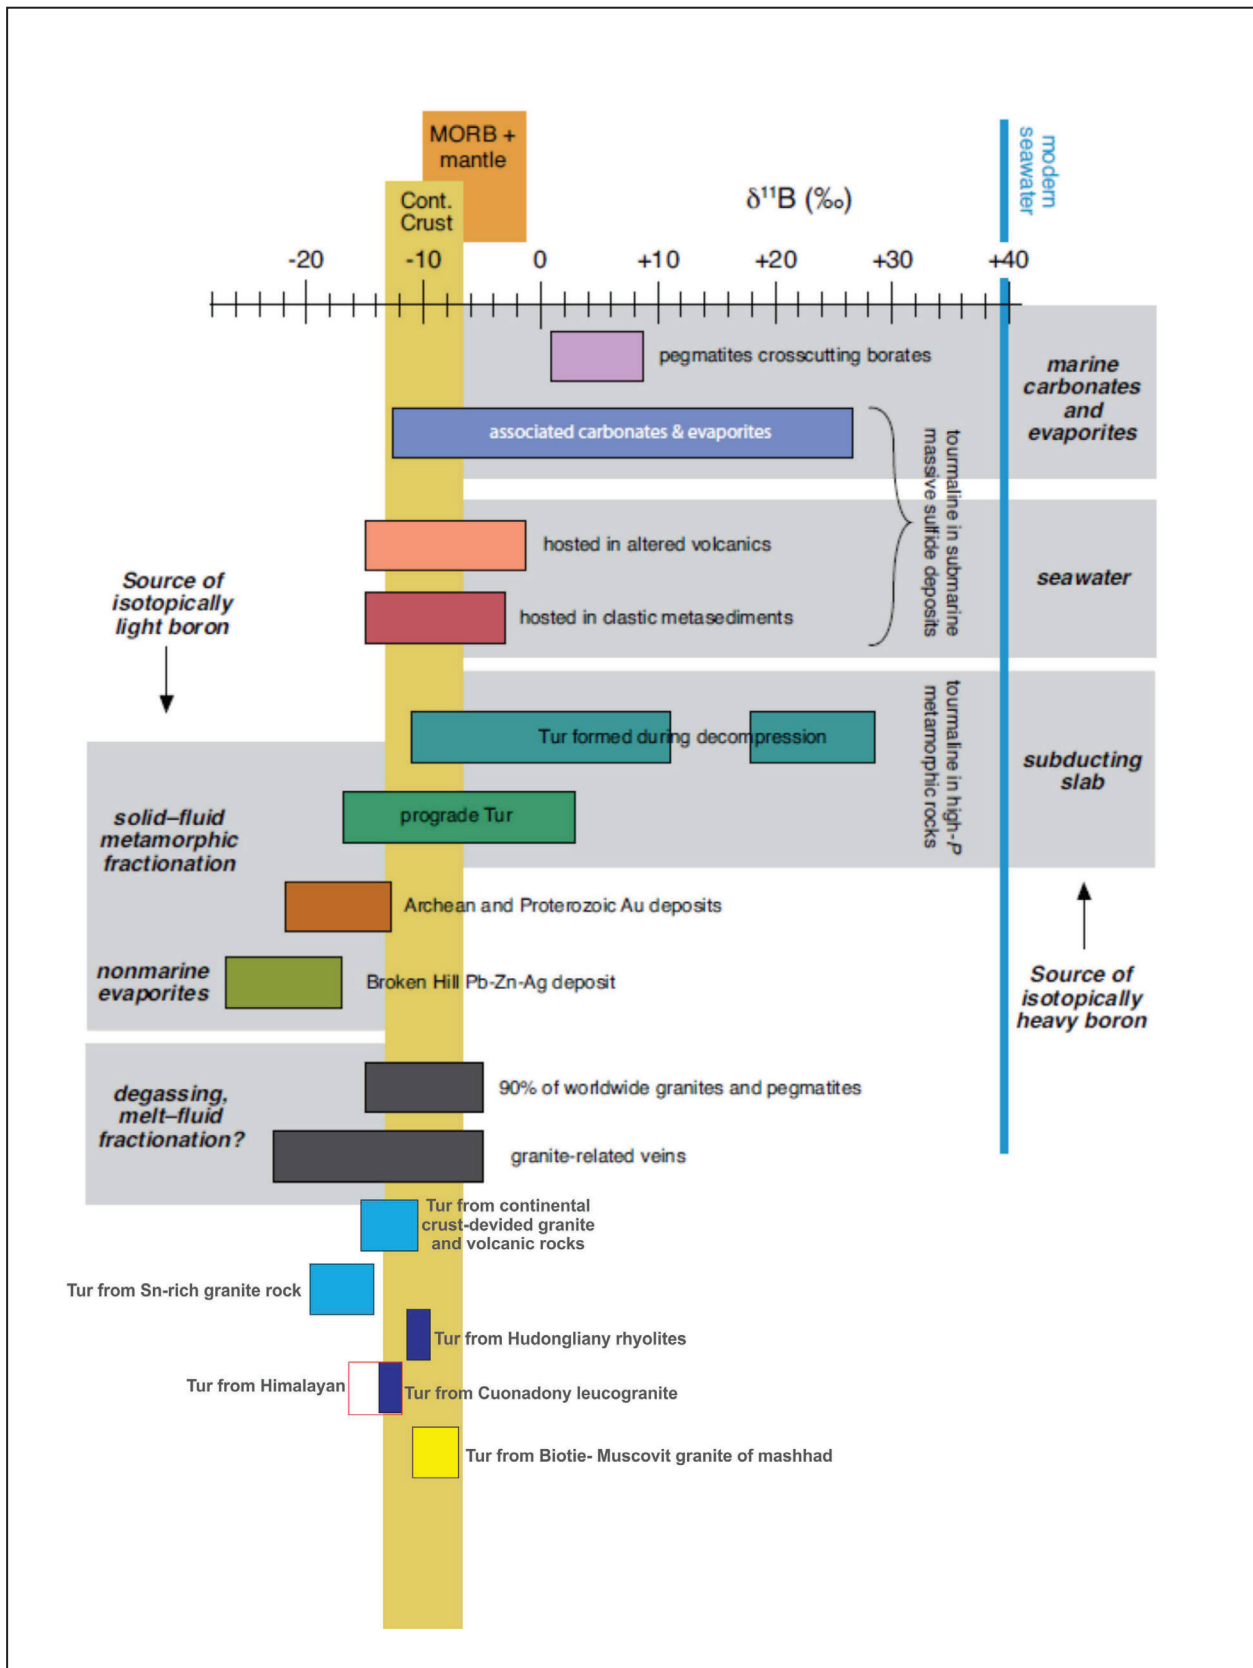 MORB +
mantle
Cont.
Crust
δ¹¹B (‰)
modern
seawater
-20
-10
0
+10
+20
+30
+40
pegmatites crosscutting borates
marine
carbonates
and
evaporites
associated carbonates & evaporites
tourmaline in submarine
massive sulfide deposits
hosted in altered volcanics
seawater
hosted in clastic metasediments
Source of
isotopically
light boron
Tur formed during decompression
tourmaline in high-P
metamorphic rocks
subducting
slab
solid–fluid
metamorphic
fractionation
prograde Tur
Archean and Proterozoic Au deposits
nonmarine
evaporites
Broken Hill Pb-Zn-Ag deposit
Source of
isotopically
heavy boron
degassing,
melt–fluid
fractionation?
90% of worldwide granites and pegmatites
granite-related veins
Tur from continental
crust-devided granite
and volcanic rocks
Tur from Sn-rich granite rock
Tur from Hudongliany rhyolites
Tur from Himalayan
Tur from Cuonadony leucogranite
Tur from Biotie- Muscovit granite of mashhad